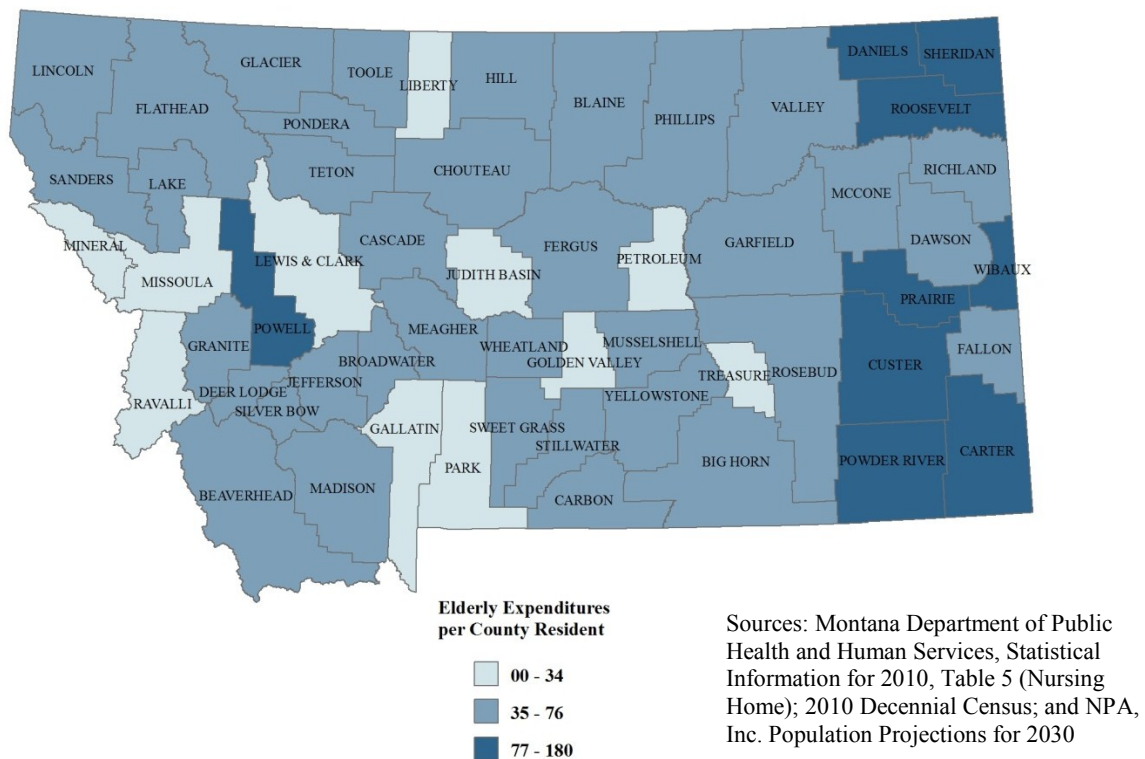 DANIELS
SHERIDAN
LINCOLN
GLACIER
TOOLE
LIBERTY
HILL
BLAINE
PHILLIPS
VALLEY
ROOSEVELT
FLATHEAD
PONDERA
CHOUTEAU
TETON
SANDERS
LAKE
MCCONE
RICHLAND
MINERAL
MISSOULA
LEWIS & CLARK
CASCADE
JUDITH BASIN
FERGUS
PETROLEUM
GARFIELD
DAWSON
WIBAUX
PRAIRIE
POWELL
GRANITE
MEAGHER
BROADWATER
WHEATLAND
GOLDEN VALLEY
MUSSELSHELL
TREASURE
ROSEBUD
CUSTER
FALLON
DEER LODGE
JEFFERSON
SILVER BOW
RAVALLI
GALLATIN
PARK
SWEET GRASS
STILLWATER
YELLOWSTONE
BIG HORN
POWDER RIVER
CARTER
BEAVERHEAD
MADISON
CARBON
Elderly Expenditures
per County Resident
00 - 34
35 - 76
77 - 180
Sources: Montana Department of Public
Health and Human Services, Statistical
Information for 2010, Table 5 (Nursing
Home); 2010 Decennial Census; and NPA,
Inc. Population Projections for 2030